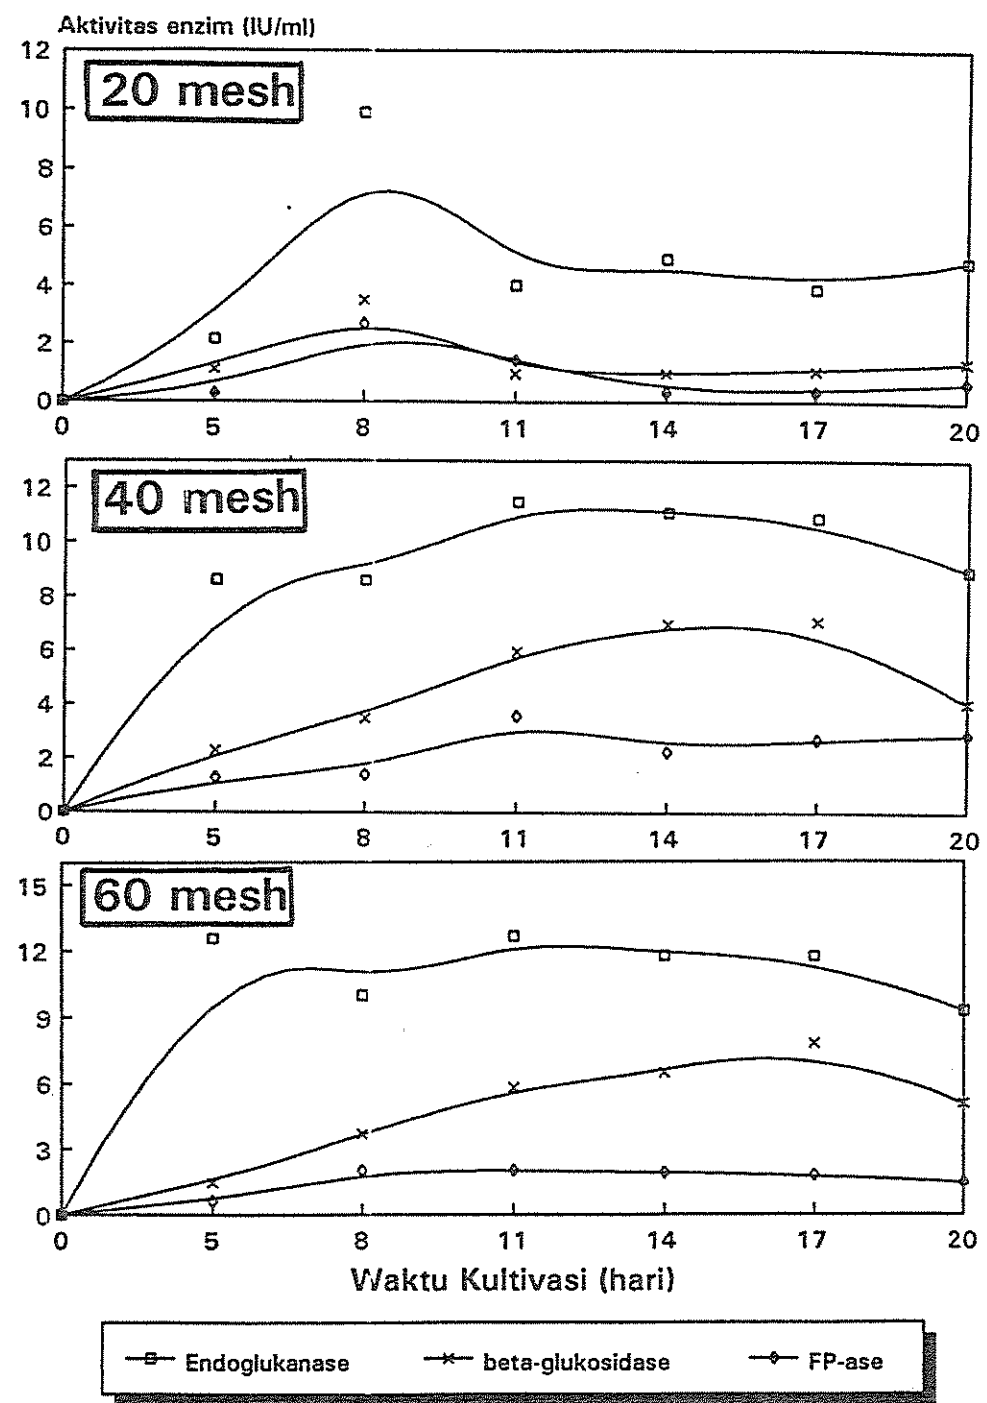 Aktivitas enzim (IU/ml)
12
20 mesh
10
8
6
4
2
0
0 5 8 11 14 17 20
40 mesh
12
10
8
6
4
2
0
0 5 8 11 14 17 20
60 mesh
15
12
9
6
3
0
0 5 8 11 14 17 20
Waktu Kultivasi (hari)
Endoglukanase beta-glukosidase FP-ase